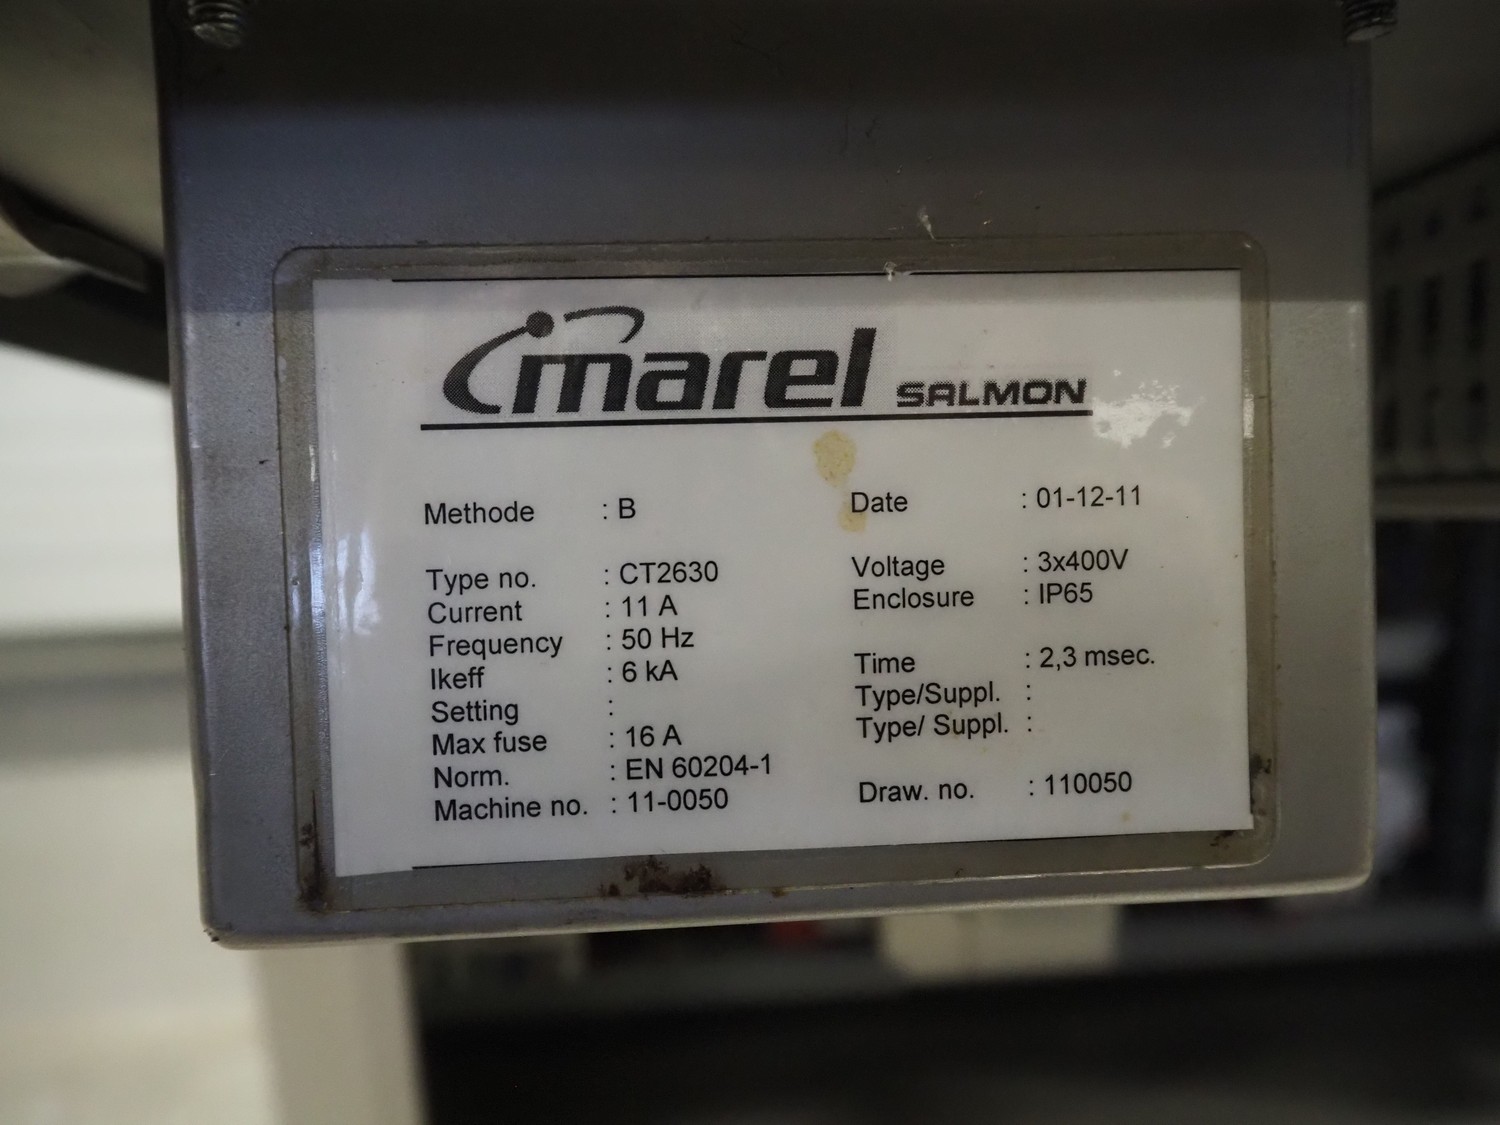 marel SALMON
Methode : B Date : 01-12-11
Type no. : CT2630 Voltage : 3x400V
Current : 11 A Enclosure : IP65
Frequency : 50 Hz
Ikeff : 6 kA Time : 2,3 msec.
Setting : Type/Suppl. :
Max fuse : 16 A Type/ Suppl. :
Norm. : EN 60204-1
Machine no. : 11-0050 Draw. no. : 110050